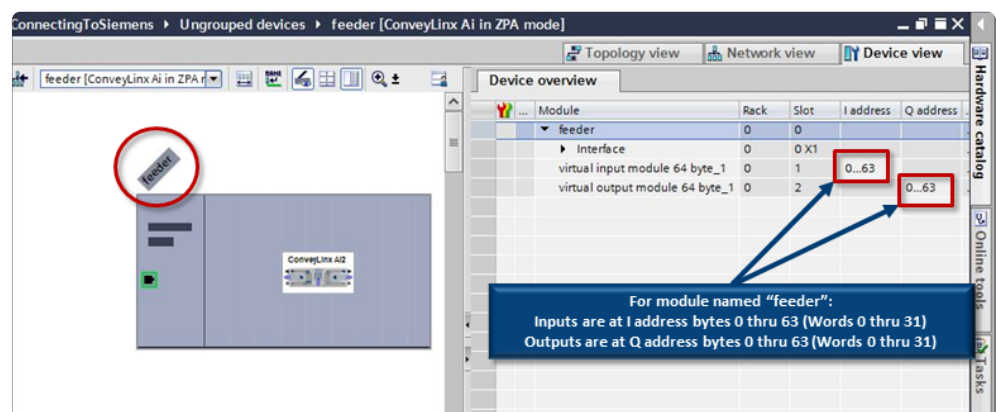 ConnectingToSiemens ▸ Ungrouped devices ▸ feeder [ConveyLinx Ai in ZPA mode]
Topology view Network view Device view
feeder [ConveyLinx Ai in ZPA
Device overview
... Module Rack Slot I address Q address
feeder 0 0
Interface 0 0 X1
virtual input module 64 byte_1 0 1 0...63
virtual output module 64 byte_1 0 2 0...63
feeder
ConveyLinx Ai2
For module named “feeder”:
Inputs are at I address bytes 0 thru 63 (Words 0 thru 31)
Outputs are at Q address bytes 0 thru 63 (Words 0 thru 31)
Hardware catalog
Online tools
Tasks